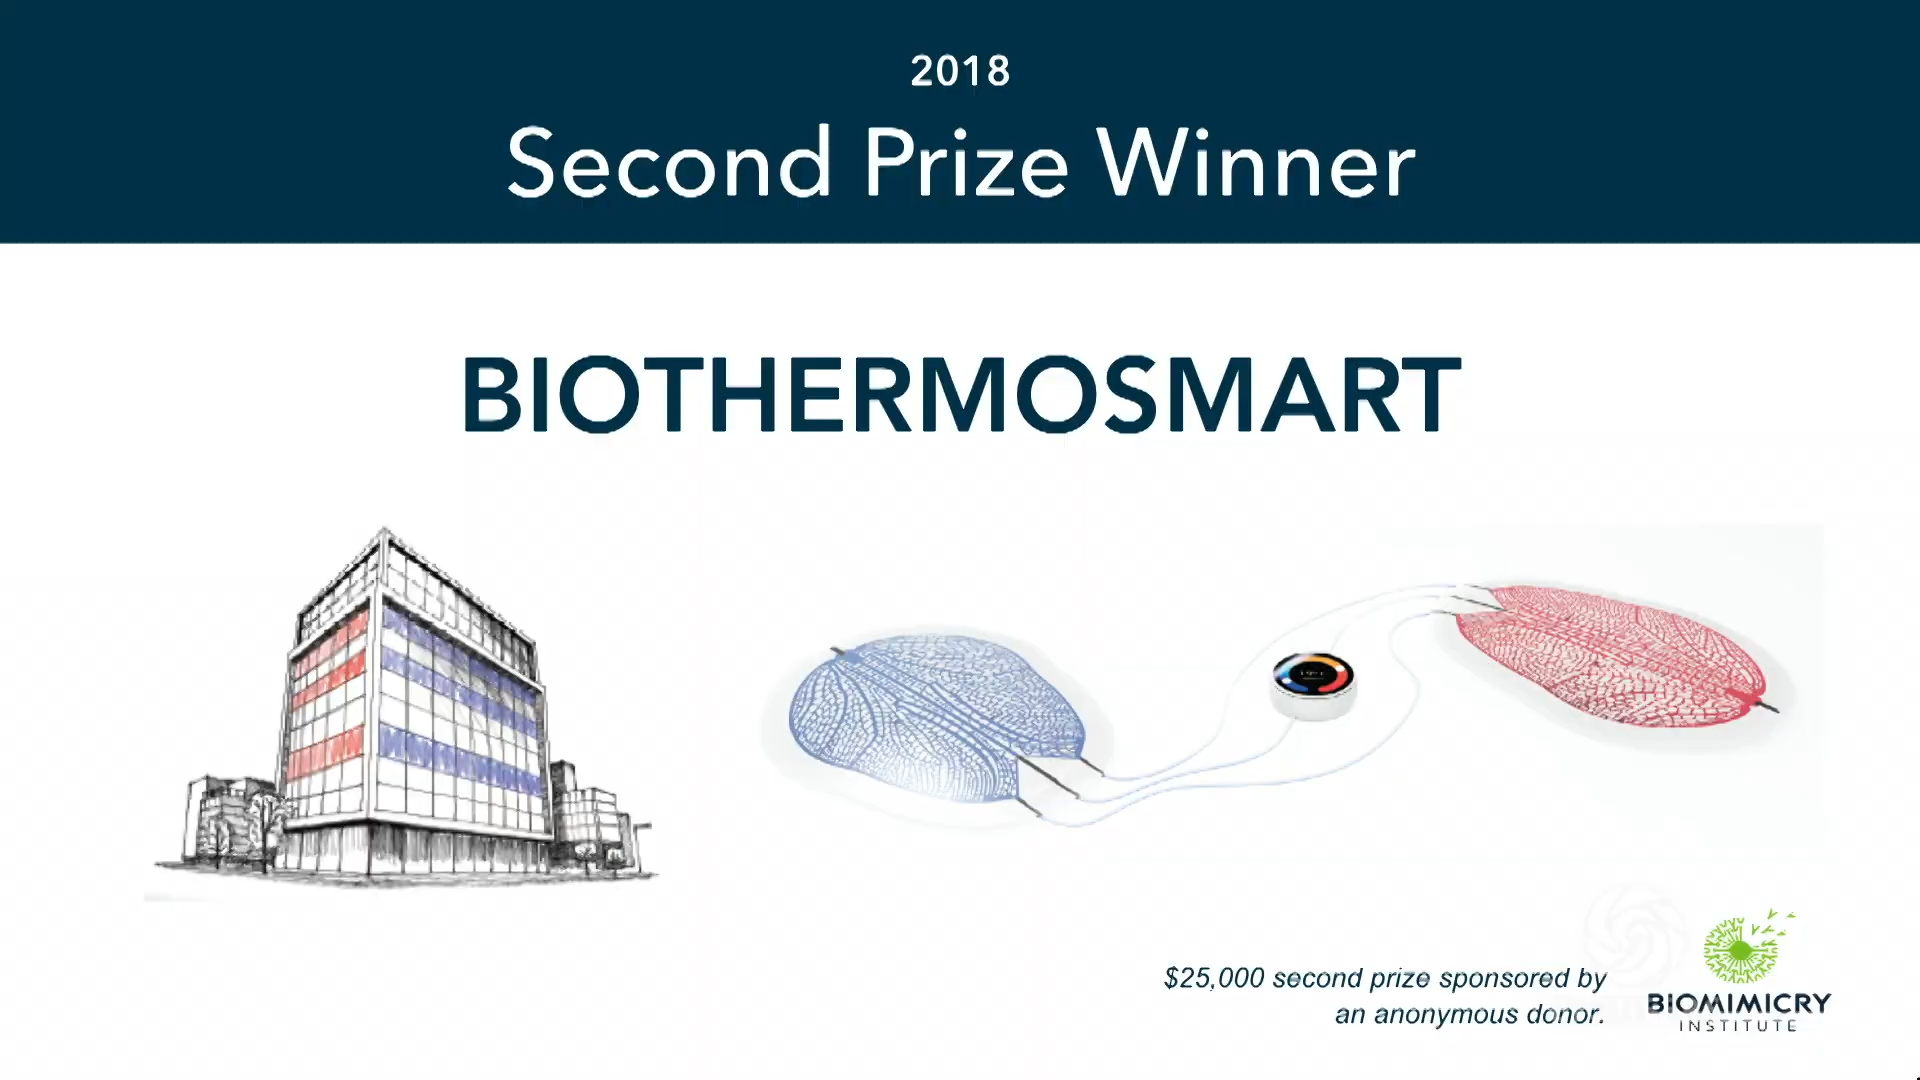 2018
Second Prize Winner
BIOTHERMOSMART
$25,000 second prize sponsored by
an anonymous donor.
BIOMIMICRY
INSTITUTE